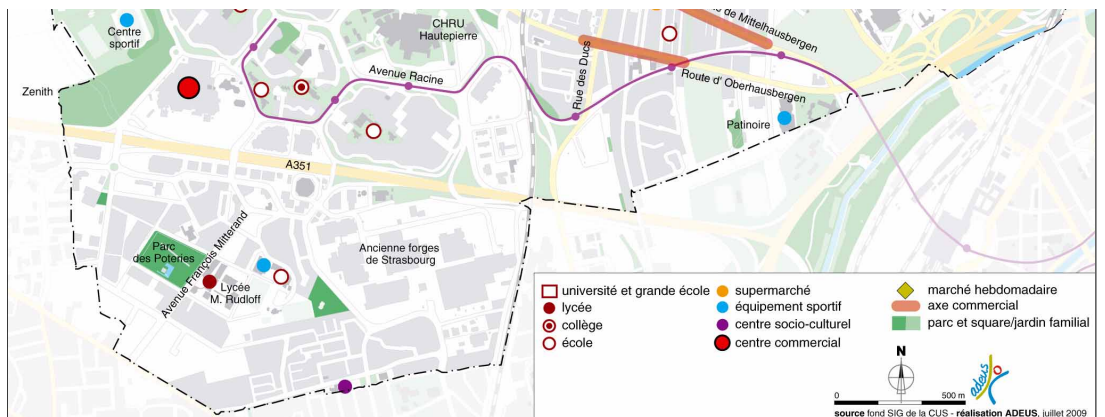 CHRU
Hautepierre
Centre
sportif
te de Mittelhausbergen
Rue des Ducs
Avenue Racine
Route d' Oberhausbergen
Zenith
Patinoire
A351
Avenue François Mitterand
Parc
des Poteries
Ancienne forges
de Strasbourg
Lycée
M. Rudloff
université et grande école
lycée
collège
école
supermarché
équipement sportif
centre socio-culturel
centre commercial
marché hebdomadaire
axe commercial
parc et square/jardin familial
N
adeus
0 500 m
source fond SIG de la CUS - réalisation ADEUS, juillet 2009